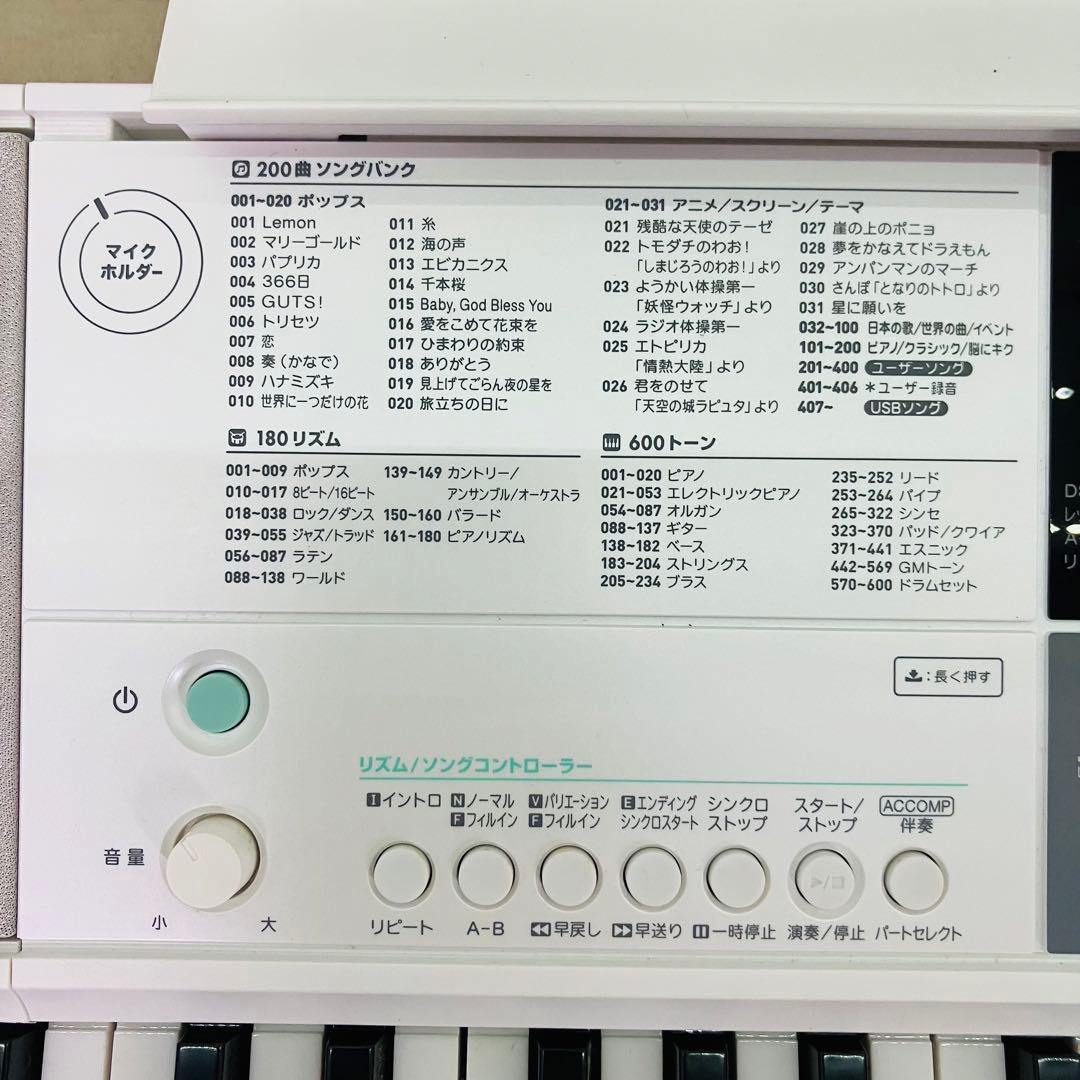 マイク
ホルダー
200曲 ソングバンク
001~020 ポップス
001 Lemon
002 マリーゴールド
003 パプリカ
004 366日
005 GUTS!
006 トリセツ
007 恋
008 奏(かなで)
009 ハナミズキ
010 世界に一つだけの花
011 糸
012 海の声
013 エビカニクス
014 千本桜
015 Baby, God Bless You
016 愛をこめて花束を
017 ひまわりの約束
018 ありがとう
019 見上げてごらん夜の星を
020 旅立ちの日に
021~031 アニメ/スクリーン/テーマ
021 残酷な天使のテーゼ
022 トモダチのわお!
「しまじろうのわお!」より
023 ようかい体操第一
「妖怪ウォッチ」より
024 ラジオ体操第一
025 エトピリカ
「情熱大陸」より
026 君をのせて
「天空の城ラピュタ」より
027 崖の上のポニョ
028 夢をかなえてドラえもん
029 アンパンマンのマーチ
030 さんぽ「となりのトトロ」より
031 星に願いを
032~100 日本の歌/世界の曲/イベント
101~200 ピアノ/クラシック/脳にキク
201~400 ユーザーソング
401~406 *ユーザー録音
407~ USBソング
180リズム
001~009 ポップス
010~017 8ビート/16ビート
018~038 ロック/ダンス
039~055 ジャズ/トラッド
056~087 ラテン
088~138 ワールド
139~149 カントリー/
アンサンブル/オーケストラ
150~160 バラード
161~180 ピアノリズム
600トーン
001~020 ピアノ
021~053 エレクトリックピアノ
054~087 オルガン
088~137 ギター
138~182 ベース
183~204 ストリングス
205~234 ブラス
235~252 リード
253~264 パイプ
265~322 シンセ
323~370 パッド/クワイア
371~441 エスニック
442~569 GMトーン
570~600 ドラムセット
:長く押す
リズム/ソングコントローラー
I イントロ
N ノーマル
F フィルイン
V バリエーション
F フィルイン
E エンディング
シンクロスタート
シンクロ
ストップ
スタート/
ストップ
ACCOMP
伴奏
音量
小
大
リピート
A-B
早戻し
早送り
一時停止
演奏/停止
パートセレクト